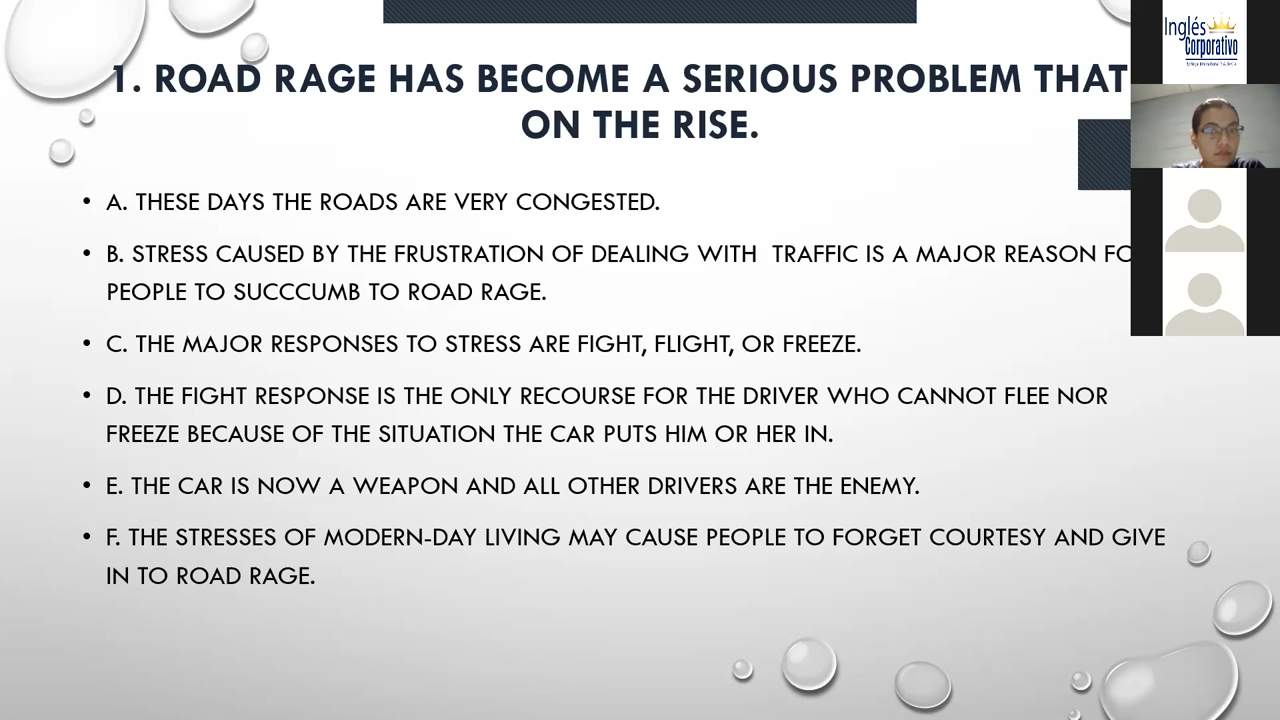 1. ROAD RAGE HAS BECOME A SERIOUS PROBLEM THAT
ON THE RISE.
• A. THESE DAYS THE ROADS ARE VERY CONGESTED.
• B. STRESS CAUSED BY THE FRUSTRATION OF DEALING WITH  TRAFFIC IS A MAJOR REASON FO
PEOPLE TO SUCCCUMB TO ROAD RAGE.
• C. THE MAJOR RESPONSES TO STRESS ARE FIGHT, FLIGHT, OR FREEZE.
• D. THE FIGHT RESPONSE IS THE ONLY RECOURSE FOR THE DRIVER WHO CANNOT FLEE NOR
FREEZE BECAUSE OF THE SITUATION THE CAR PUTS HIM OR HER IN.
• E. THE CAR IS NOW A WEAPON AND ALL OTHER DRIVERS ARE THE ENEMY.
• F. THE STRESSES OF MODERN-DAY LIVING MAY CAUSE PEOPLE TO FORGET COURTESY AND GIVE
IN TO ROAD RAGE.
Inglés
Corporativo